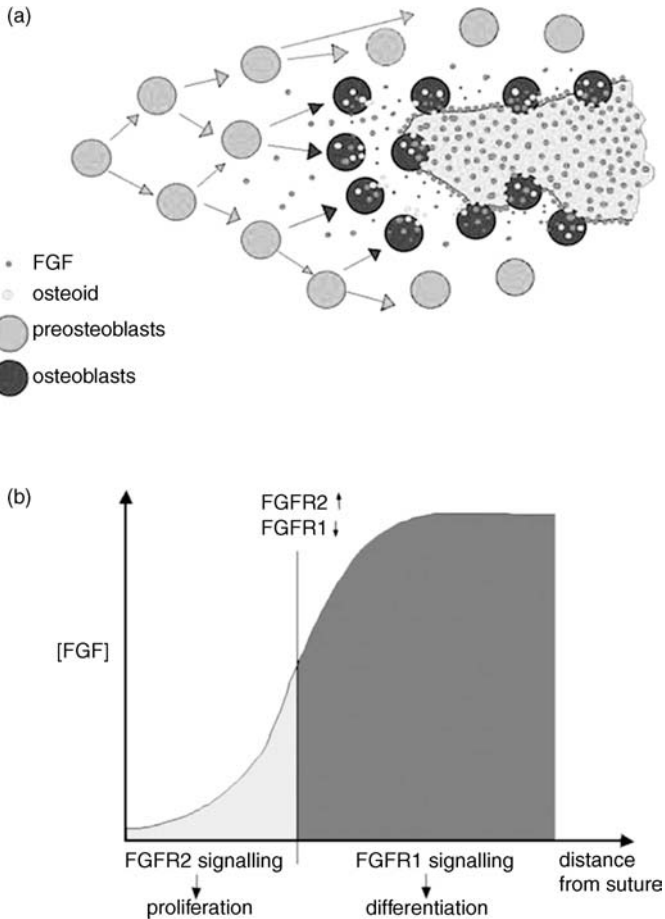 (a)
FGF
osteoid
preosteoblasts
osteoblasts
(b)
FGFR2
FGFR1
[FGF]
FGFR2 signalling
FGFR1 signalling
distance
from suture
proliferation
differentiation